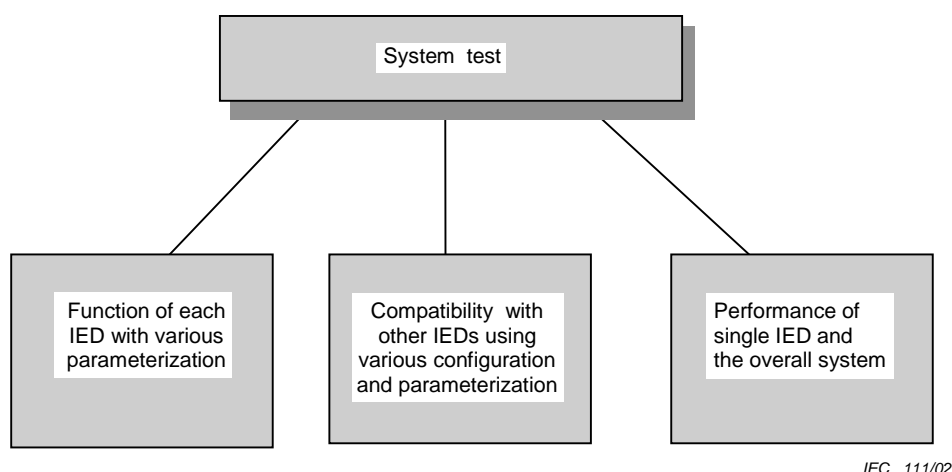 System test
Function of each
IED with various
parameterization
Compatibility with
other IEDs using
various configuration
and parameterization
Performance of
single IED and
the overall system
IEC 111/02